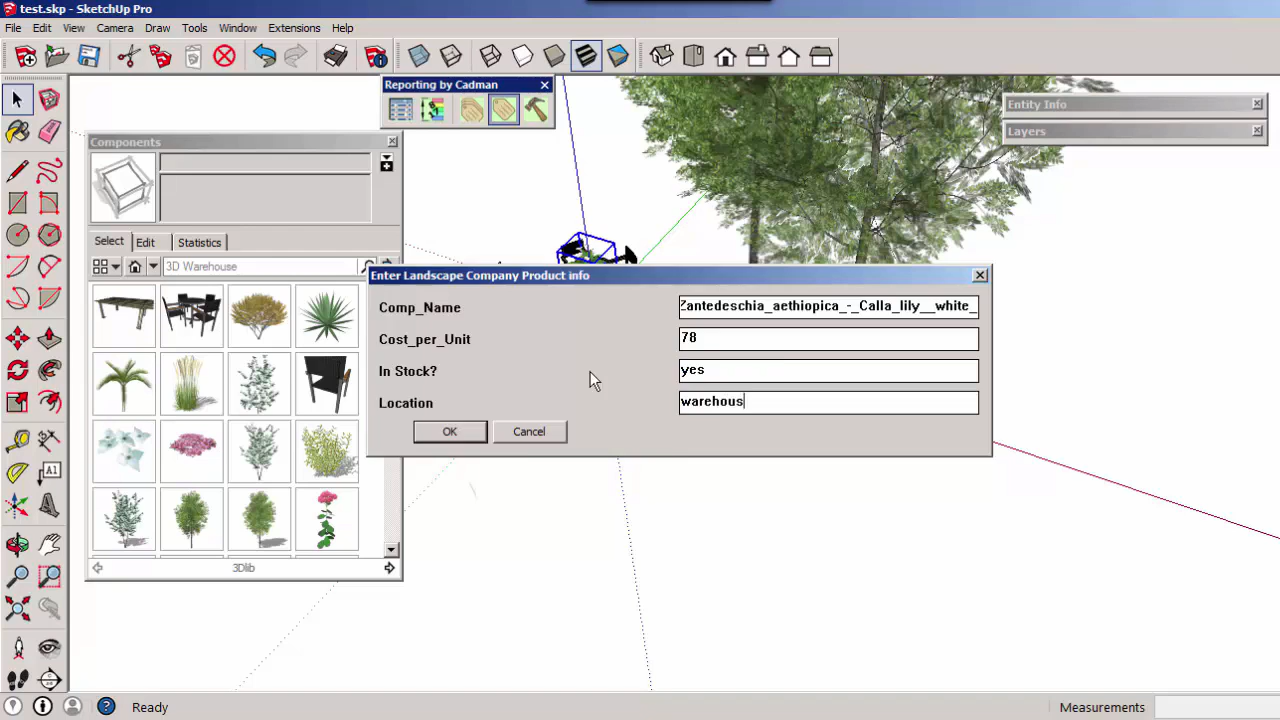 test.skp - SketchUp Pro
File Edit View Camera Draw Tools Window Extensions Help
Reporting by Cadman
Entity Info
Layers
Components
Select Edit Statistics
3D Warehouse
Enter Landscape Company Product info
Comp_Name Zantedeschia_aethiopica_-_Calla_lily__white_
Cost_per_Unit 78
In Stock? yes
Location warehous
OK Cancel
A1
3Dlib
Ready
Measurements